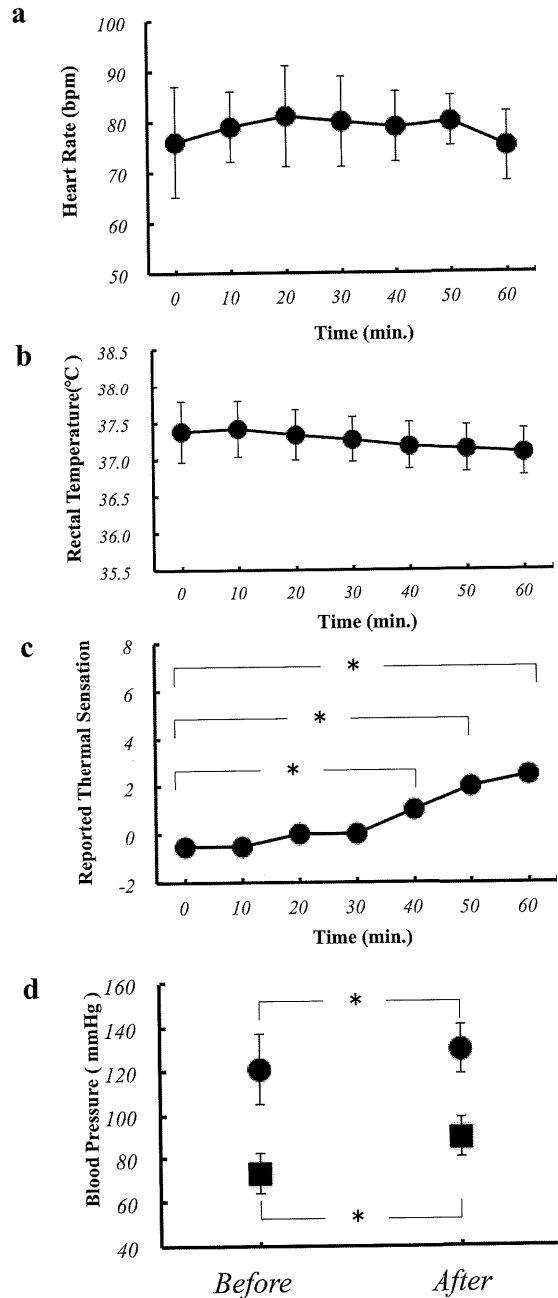 a
Heart Rate (bpm)
100
90
80
70
60
50
0 10 20 30 40 50 60
Time (min.)
b
Rectal Temperature(℃ )
38.5
38.0
37.5
37.0
36.5
36.0
35.5
0 10 20 30 40 50 60
Time (min.)
c
Reported Thermal Sensation
8
6
4
2
0
-2
*
*
*
0 10 20 30 40 50 60
Time (min.)
d
Blood Pressure ( mmHg )
160
140
120
100
80
60
40
*
*
Before After